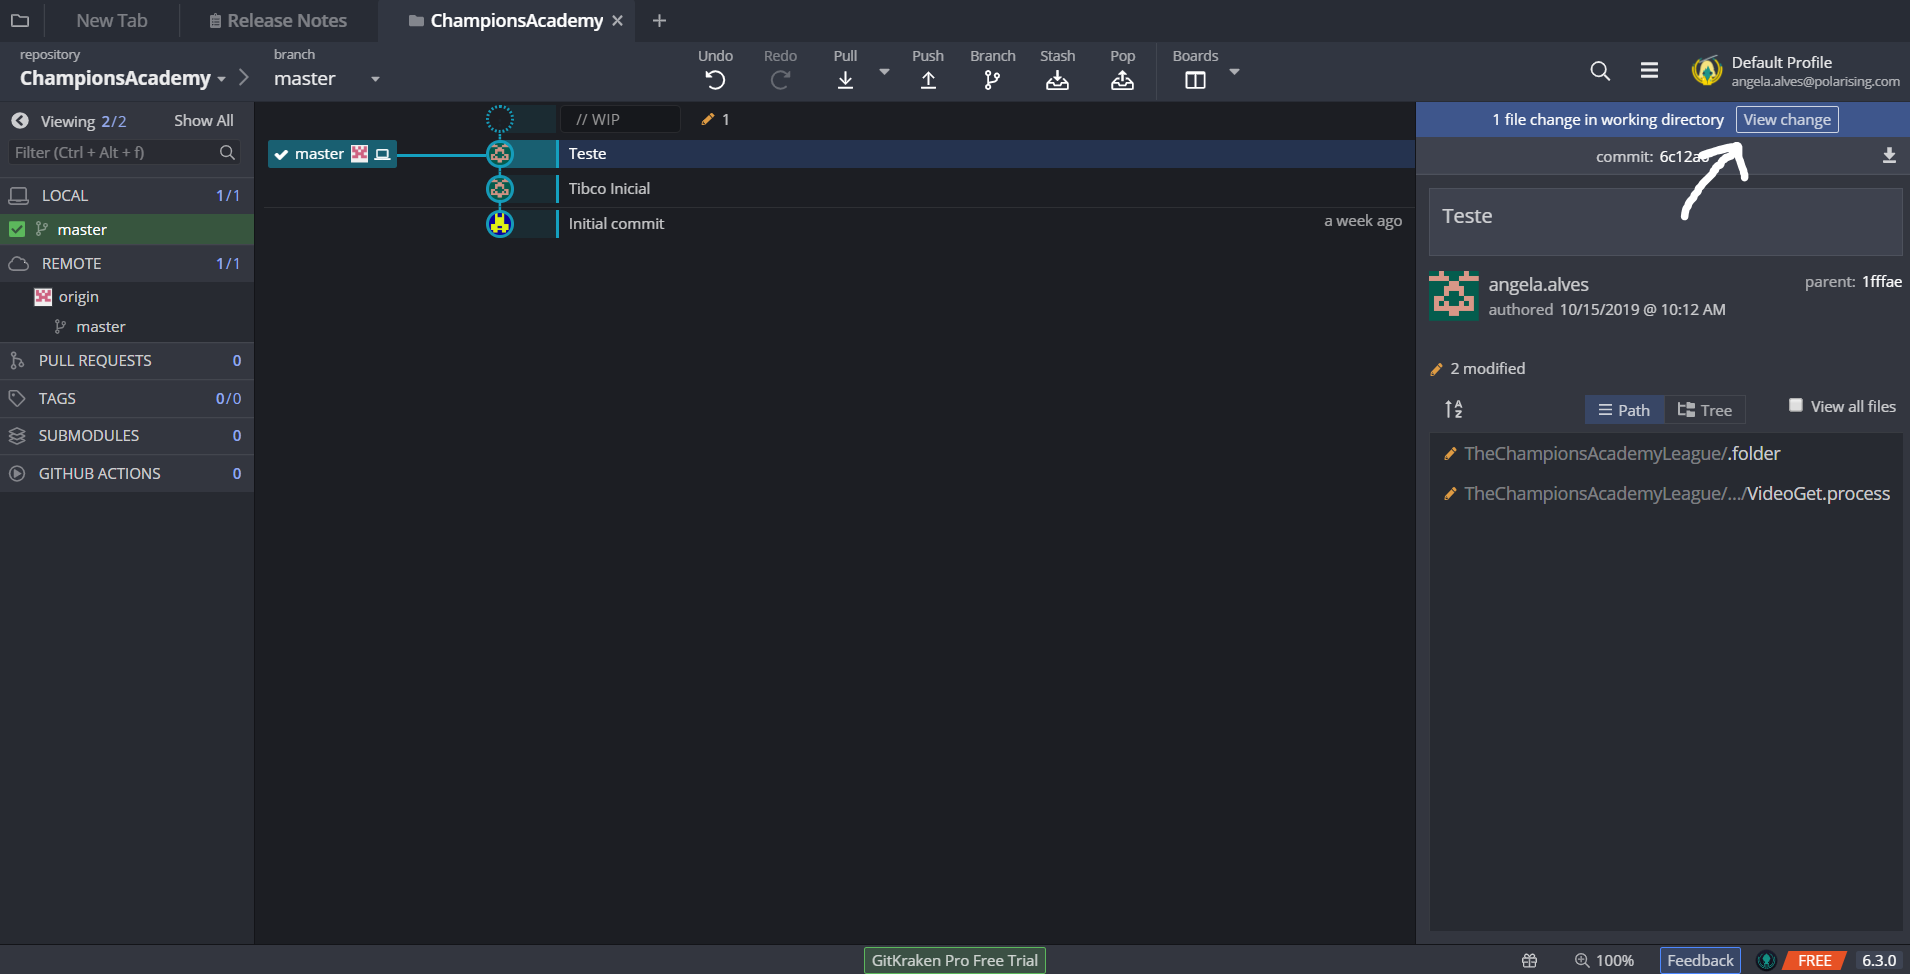 New Tab
Release Notes
ChampionsAcademy
repository
ChampionsAcademy
branch
master
Undo
Redo
Pull
Push
Branch
Stash
Pop
Boards
Default Profile
angela.alves@polarising.com
Viewing 2/2
Show All
Filter (Ctrl + Alt + f)
LOCAL 1/1
master
REMOTE 1/1
origin
master
PULL REQUESTS 0
TAGS 0/0
SUBMODULES 0
GITHUB ACTIONS 0
// WIP
1
master
Teste
Tibco Inicial
Initial commit
a week ago
1 file change in working directory
View change
commit:
Teste
angela.alves
authored 10/15/2019 @ 10:12 AM
parent: 1fffae
2 modified
A
Z
Path
Tree
View all files
TheChampionsAcademyLeague/.folder
TheChampionsAcademyLeague/.../VideoGet.process
GitKraken Pro Free Trial
100%
Feedback
FREE
6.3.0